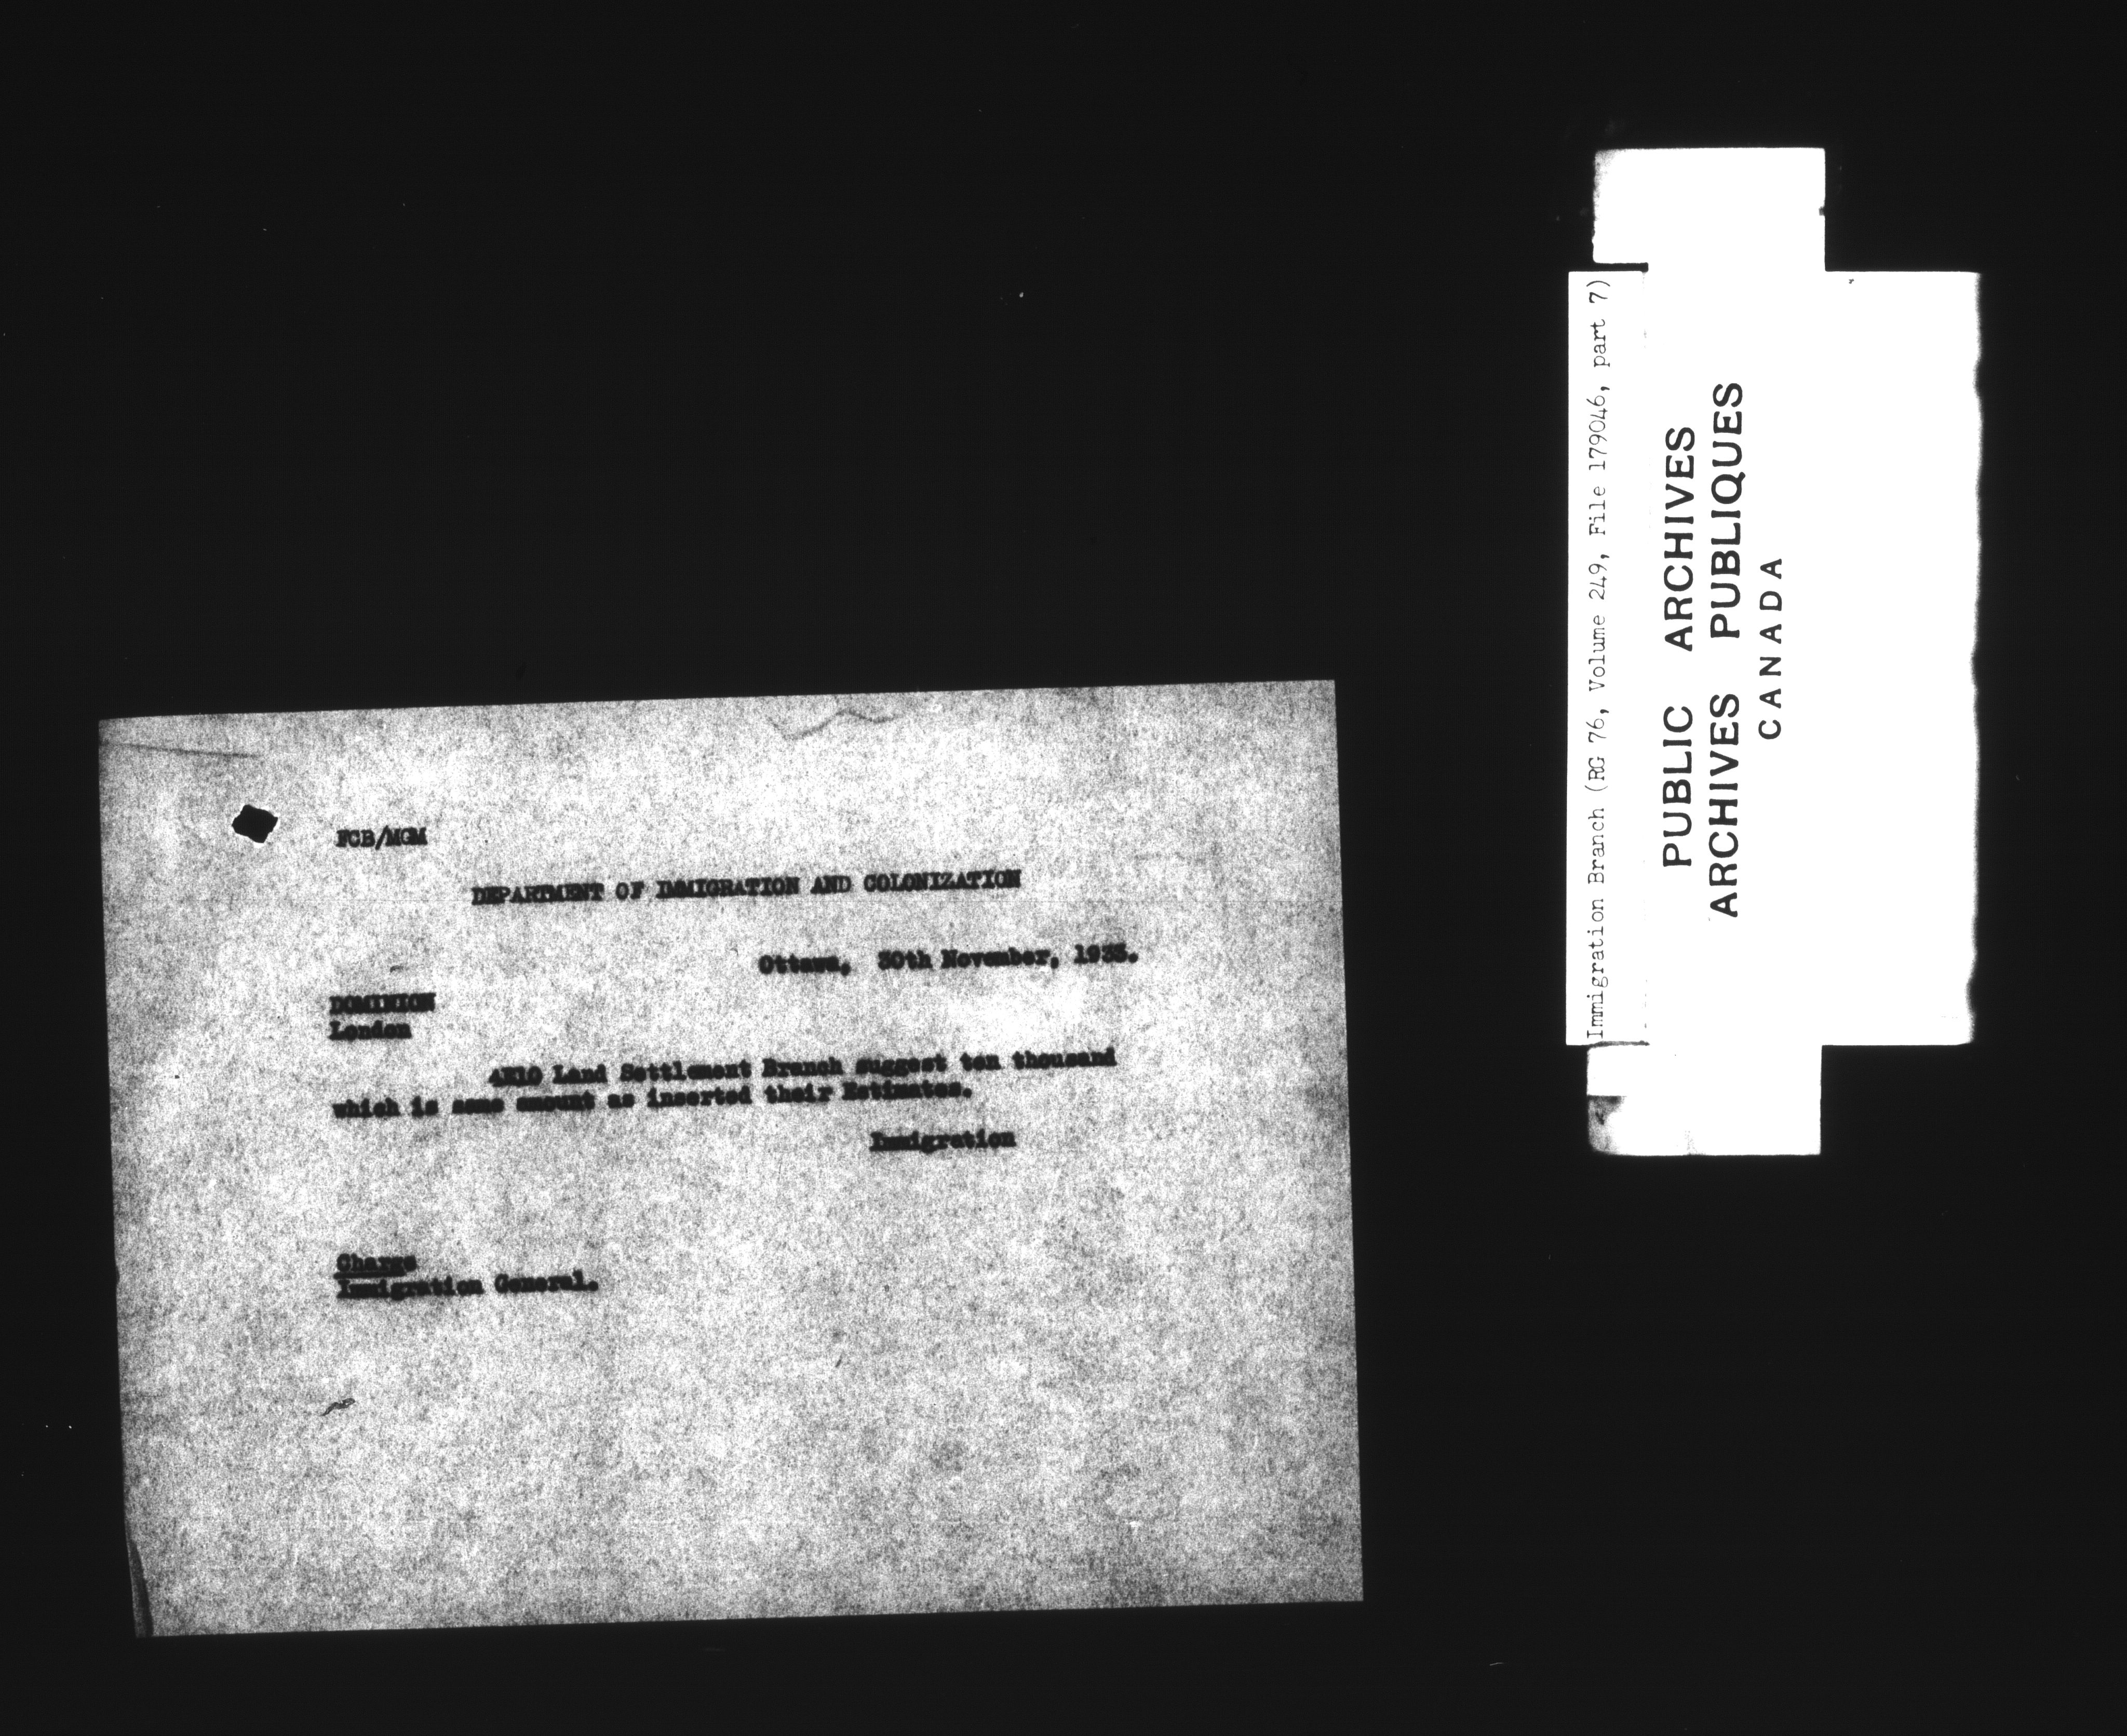 FCB/MGM
DEPARTMENT OF IMMIGRATION AND COLONIZATION
Ottawa, 30th November, 1933.
DOMINION
London
Land Settlement Branch suggest ten thousand
which is same amount as inserted their Estimates.
Immigration
Charge
Immigration General.
Immigration Branch (RG 76, Volume 249, File 179046, part 7)
PUBLIC ARCHIVES
ARCHIVES PUBLIQUES
CANADA